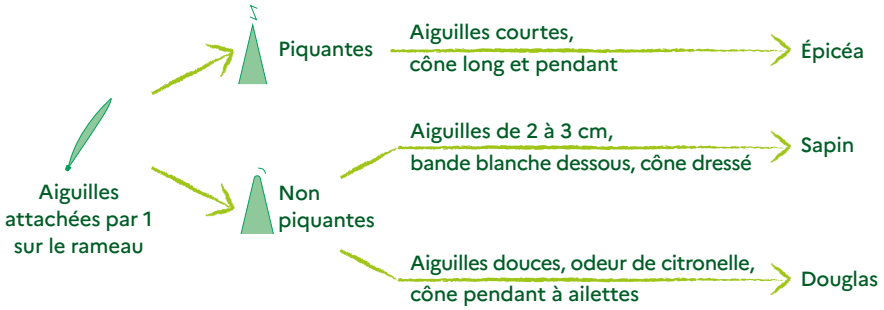 Aiguilles
attachées par 1
sur le rameau
Piquantes
Aiguilles courtes,
cône long et pendant
Épicéa
Non
piquantes
Aiguilles de 2 à 3 cm,
bande blanche dessous, cône dressé
Sapin
Aiguilles douces, odeur de citronelle,
cône pendant à ailettes
Douglas